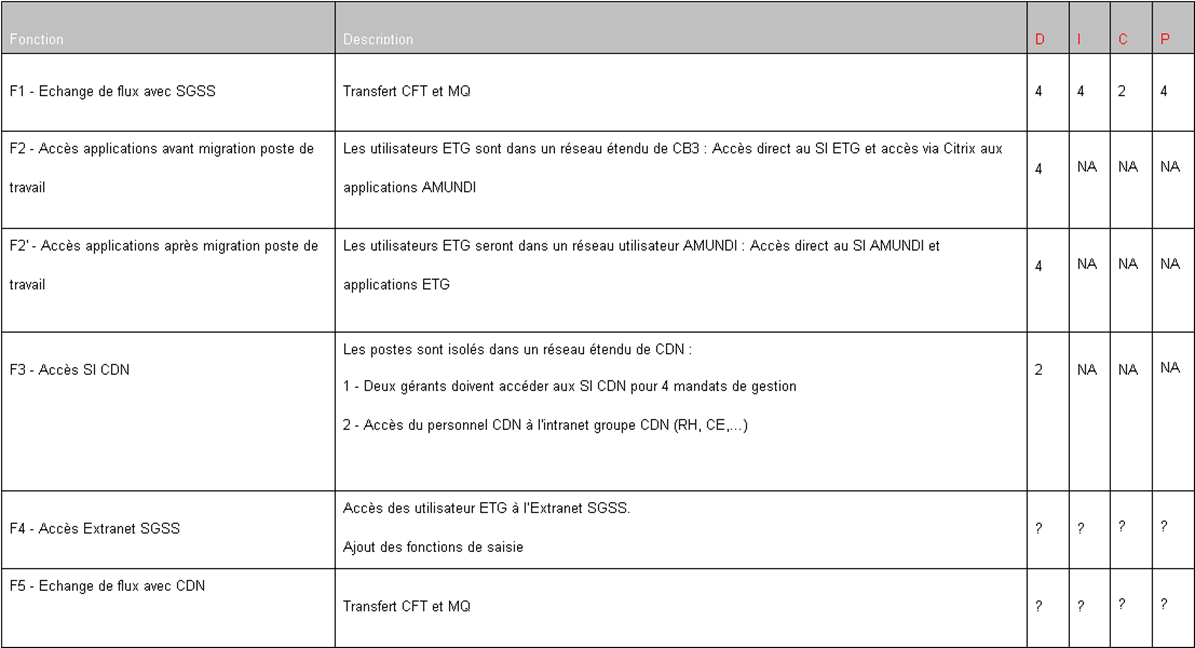 Fonction Description D I C P
F1 - Echange de flux avec SGSS Transfert CFT et MQ 4 4 2 4
F2 - Accès applications avant migration poste de travail
Les utilisateurs ETG sont dans un réseau étendu de CB3 : Accès direct au SI ETG et accès via Citrix aux
applications AMUNDI
4 NA NA NA
F2' - Accès applications après migration poste de
travail
Les utilisateurs ETG seront dans un réseau utilisateur AMUNDI : Accès direct au SI AMUNDI et
applications ETG
4 NA NA NA
F3 - Accès SI CDN
Les postes sont isolés dans un réseau étendu de CDN :
1 - Deux gérants doivent accéder aux SI CDN pour 4 mandats de gestion
2 - Accès du personnel CDN à l'intranet groupe CDN (RH, CE,...)
2 NA NA NA
F4 - Accès Extranet SGSS
Accès des utilisateur ETG à l'Extranet SGSS.
Ajout des fonctions de saisie
? ? ? ?
F5 - Echange de flux avec CDN
Transfert CFT et MQ
? ? ? ?